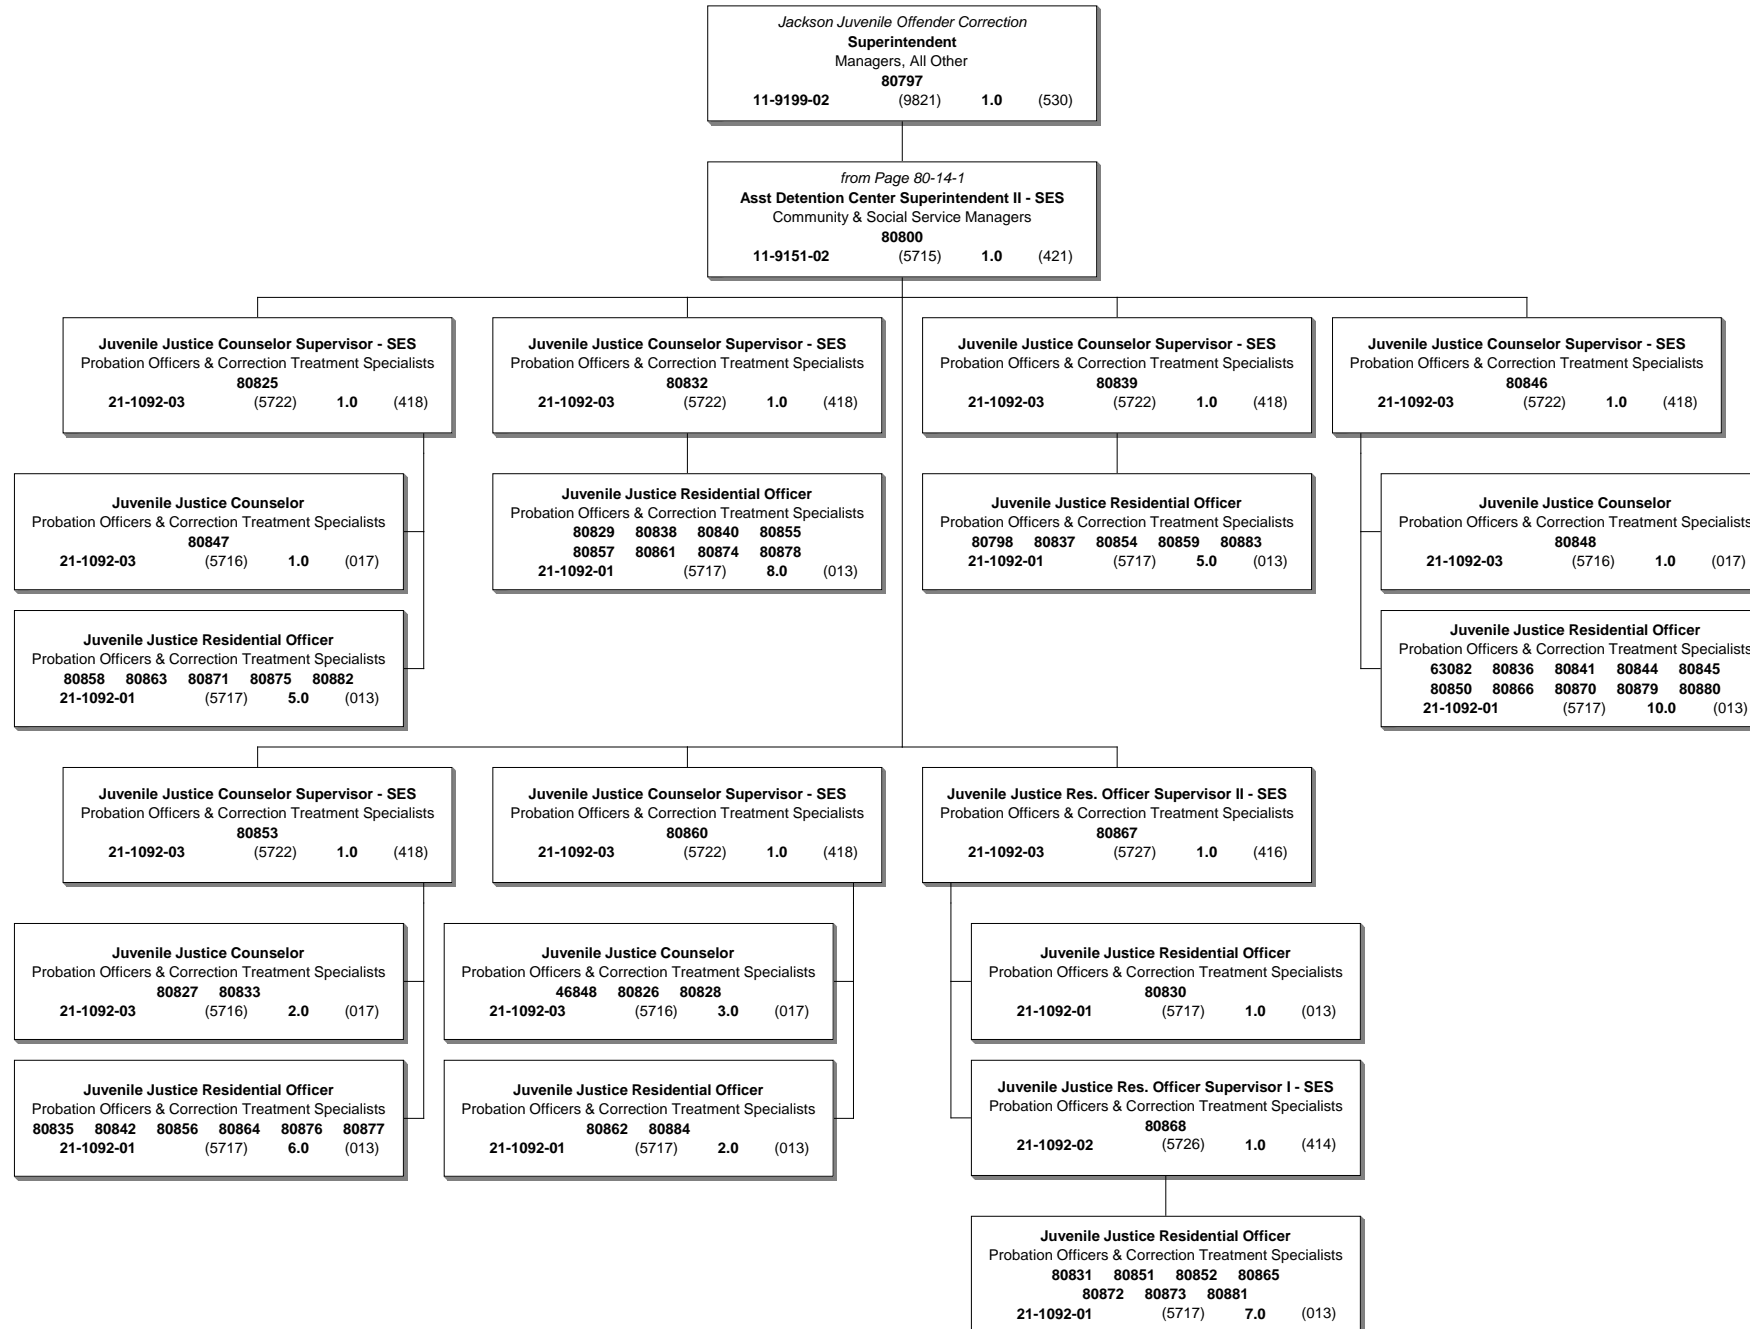 Jackson Juvenile Offender Correction
Superintendent
Managers, All Other
80797
11-9199-02 (9821) 1.0 (530)
from Page 80-14-1
Asst Detention Center Superintendent II - SES
Community & Social Service Managers
80800
11-9151-02 (5715) 1.0 (421)
Juvenile Justice Counselor Supervisor - SES
Probation Officers & Correction Treatment Specialists
80825
21-1092-03 (5722) 1.0 (418)
Juvenile Justice Counselor Supervisor - SES
Probation Officers & Correction Treatment Specialists
80832
21-1092-03 (5722) 1.0 (418)
Juvenile Justice Counselor Supervisor - SES
Probation Officers & Correction Treatment Specialists
80839
21-1092-03 (5722) 1.0 (418)
Juvenile Justice Counselor Supervisor - SES
Probation Officers & Correction Treatment Specialists
80846
21-1092-03 (5722) 1.0 (418)
Juvenile Justice Counselor
Probation Officers & Correction Treatment Specialists
80847
21-1092-03 (5716) 1.0 (017)
Juvenile Justice Residential Officer
Probation Officers & Correction Treatment Specialists
80829 80838 80840 80855
80857 80861 80874 80878
21-1092-01 (5717) 8.0 (013)
Juvenile Justice Residential Officer
Probation Officers & Correction Treatment Specialists
80798 80837 80854 80859 80883
21-1092-01 (5717) 5.0 (013)
Juvenile Justice Counselor
Probation Officers & Correction Treatment Specialists
80848
21-1092-03 (5716) 1.0 (017)
Juvenile Justice Residential Officer
Probation Officers & Correction Treatment Specialists
80858 80863 80871 80875 80882
21-1092-01 (5717) 5.0 (013)
Juvenile Justice Residential Officer
Probation Officers & Correction Treatment Specialists
63082 80836 80841 80844 80845
80850 80866 80870 80879 80880
21-1092-01 (5717) 10.0 (013)
Juvenile Justice Counselor Supervisor - SES
Probation Officers & Correction Treatment Specialists
80853
21-1092-03 (5722) 1.0 (418)
Juvenile Justice Counselor Supervisor - SES
Probation Officers & Correction Treatment Specialists
80860
21-1092-03 (5722) 1.0 (418)
Juvenile Justice Res. Officer Supervisor II - SES
Probation Officers & Correction Treatment Specialists
80867
21-1092-03 (5727) 1.0 (416)
Juvenile Justice Counselor
Probation Officers & Correction Treatment Specialists
80827 80833
21-1092-03 (5716) 2.0 (017)
Juvenile Justice Counselor
Probation Officers & Correction Treatment Specialists
46848 80826 80828
21-1092-03 (5716) 3.0 (017)
Juvenile Justice Residential Officer
Probation Officers & Correction Treatment Specialists
80830
21-1092-01 (5717) 1.0 (013)
Juvenile Justice Residential Officer
Probation Officers & Correction Treatment Specialists
80835 80842 80856 80864 80876 80877
21-1092-01 (5717) 6.0 (013)
Juvenile Justice Residential Officer
Probation Officers & Correction Treatment Specialists
80862 80884
21-1092-01 (5717) 2.0 (013)
Juvenile Justice Res. Officer Supervisor I - SES
Probation Officers & Correction Treatment Specialists
80868
21-1092-02 (5726) 1.0 (414)
Juvenile Justice Residential Officer
Probation Officers & Correction Treatment Specialists
80831 80851 80852 80865
80872 80873 80881
21-1092-01 (5717) 7.0 (013)